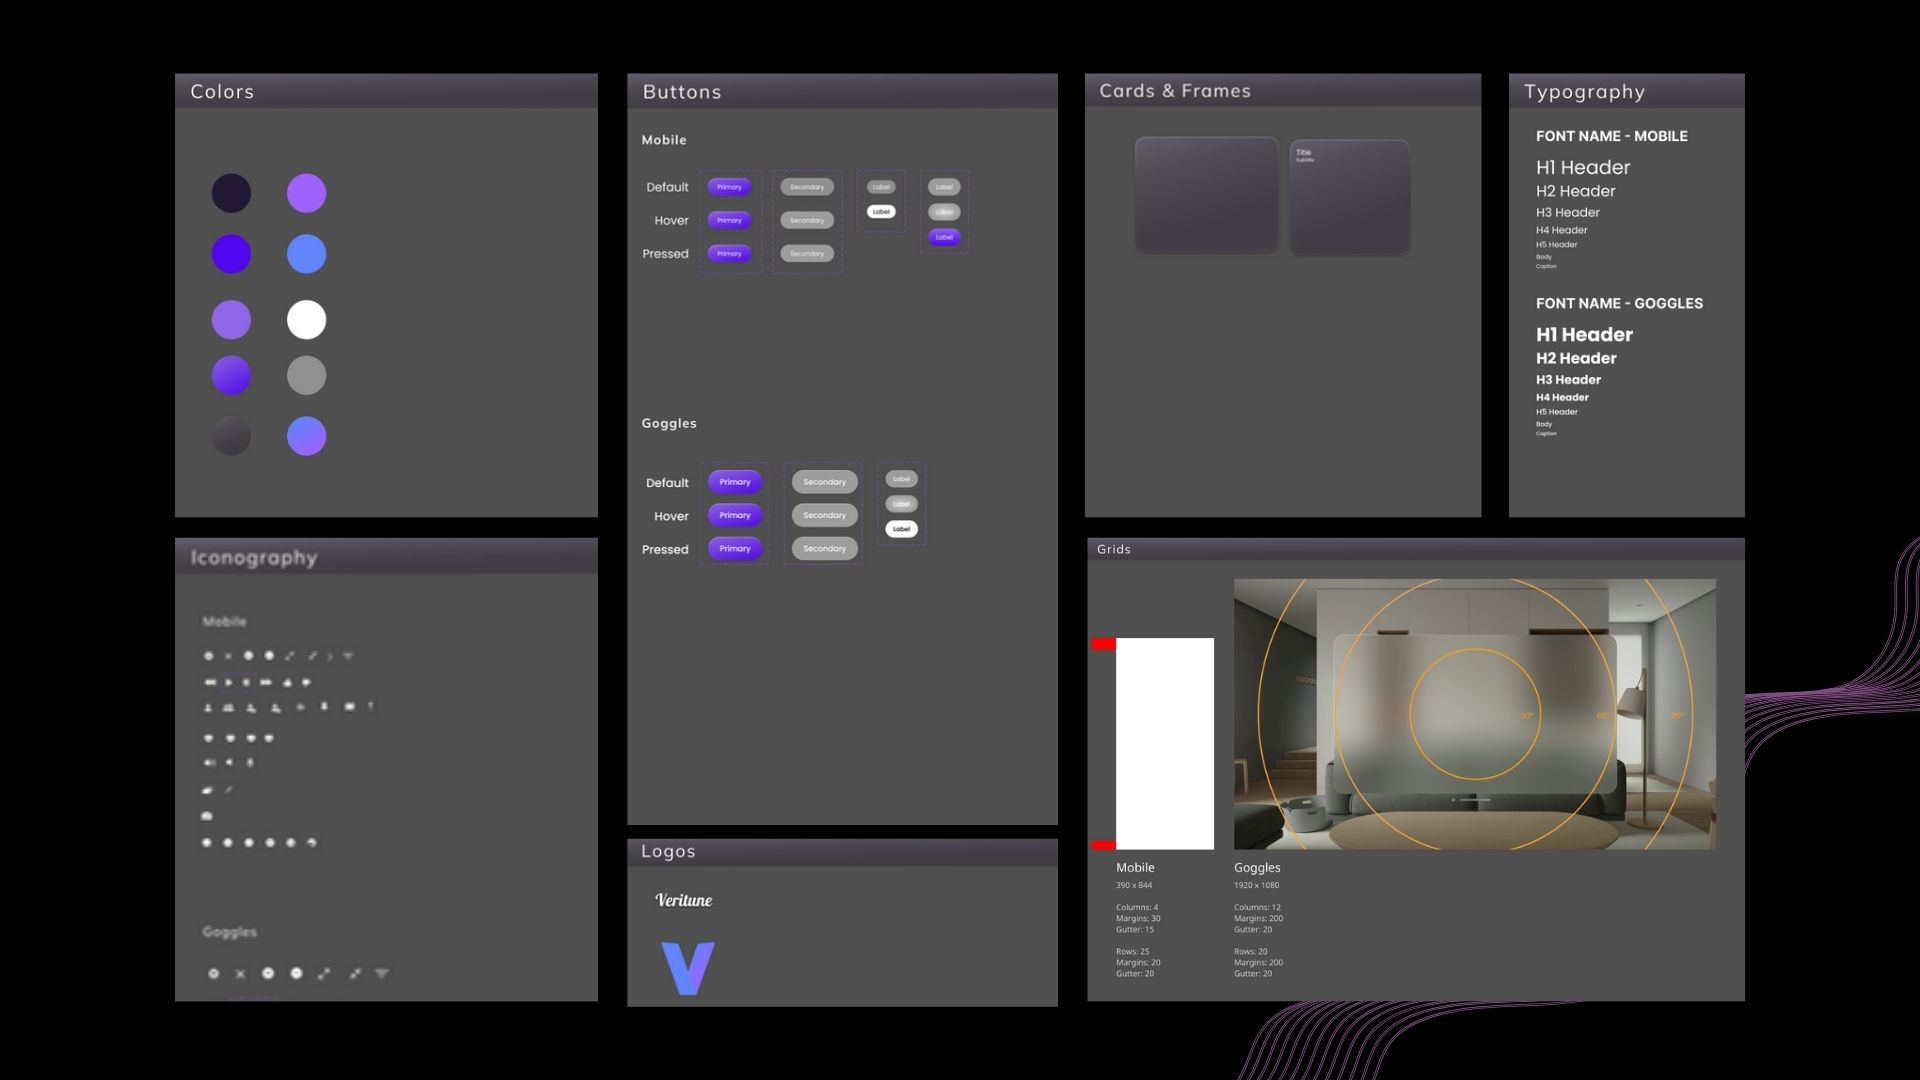 Colors
Buttons
Mobile
Default Primary Secondary Label Label
Hover Primary Secondary Label Label
Pressed Primary Secondary Label
Goggles
Default Primary Secondary Label
Hover Primary Secondary Label
Pressed Primary Secondary Label
Cards & Frames
Title
Subtitle
Typography
FONT NAME - MOBILE
H1 Header
H2 Header
H3 Header
H4 Header
H5 Header
Body
Caption
FONT NAME - GOGGLES
H1 Header
H2 Header
H3 Header
H4 Header
H5 Header
Body
Caption
Iconography
Mobile
Goggles
Logos
Veritune
V
Grids
30°
60°
90°
Mobile
390 x 844
Columns: 4
Margins: 30
Gutter: 15
Rows: 25
Margins: 20
Gutter: 20
Goggles
1920 x 1080
Columns: 12
Margins: 200
Gutter: 20
Rows: 20
Margins: 200
Gutter: 20